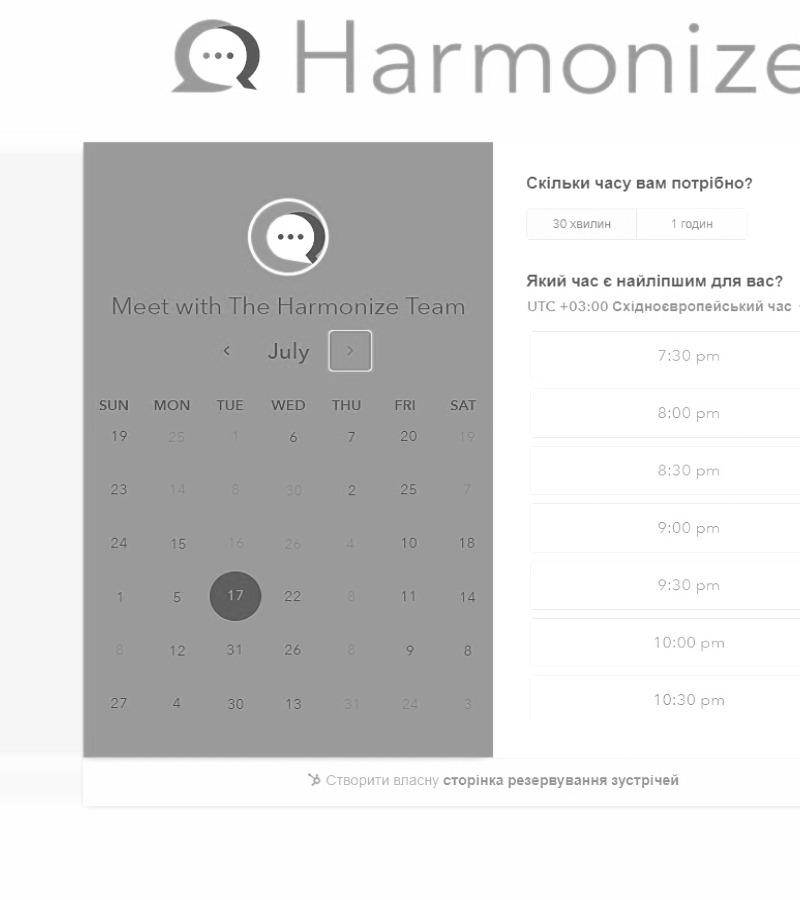 Harmonize
Meet with The Harmonize Team
July
SUN MON TUE WED THU FRI SAT
19 25 1 6 7 20 19
23 14 8 30 2 25 7
24 15 16 26 4 10 18
1 5 17 22 8 11 14
8 12 31 26 8 9 8
27 4 30 13 31 24 3
Скільки часу вам потрібно?
30 хвилин 1 годин
Який час є найліпшим для вас?
UTC +03:00 Східноєвропейський час
7:30 pm
8:00 pm
8:30 pm
9:00 pm
9:30 pm
10:00 pm
10:30 pm
Створити власну сторінка резервування зустрічей